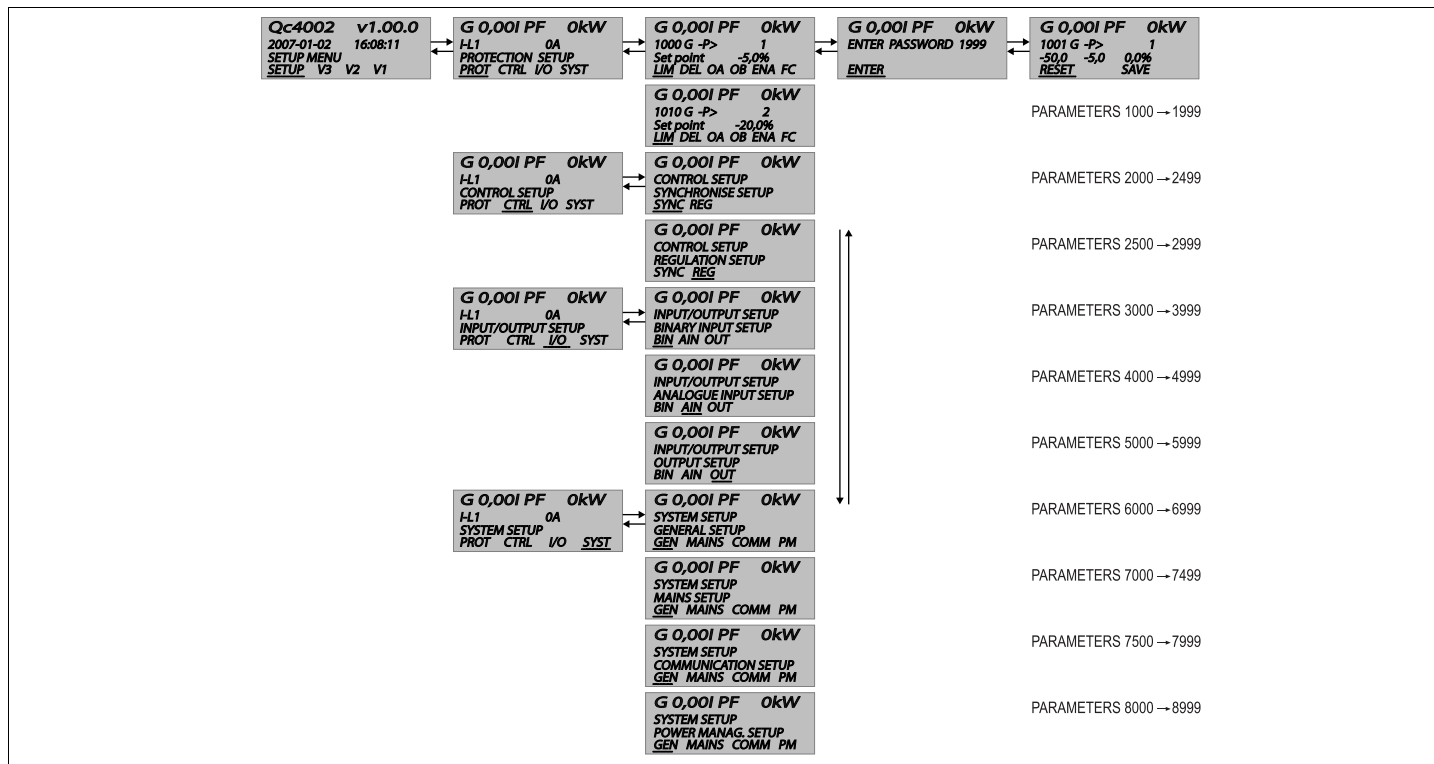 Qc4002 v1.00.0
2007-01-02 16:08:11
SETUP MENU
SETUP V3 V2 V1
G 0,00I PF 0kW
I-L1 0A
PROTECTION SETUP
PROT CTRL I/O SYST
G 0,00I PF 0kW
1000 G -P> 1
Set point -5,0%
LIM DEL OA OB ENA FC
G 0,00I PF 0kW
ENTER PASSWORD 1999
ENTER
G 0,00I PF 0kW
1001 G -P> 1
-50,0 -5,0 0,0%
RESET SAVE
G 0,00I PF 0kW
1010 G -P> 2
Set point -20,0%
LIM DEL OA OB ENA FC
PARAMETERS 1000 → 1999
G 0,00I PF 0kW
I-L1 0A
CONTROL SETUP
PROT CTRL I/O SYST
G 0,00I PF 0kW
CONTROL SETUP
SYNCHRONISE SETUP
SYNC REG
PARAMETERS 2000 → 2499
G 0,00I PF 0kW
CONTROL SETUP
REGULATION SETUP
SYNC REG
PARAMETERS 2500 → 2999
G 0,00I PF 0kW
I-L1 0A
INPUT/OUTPUT SETUP
PROT CTRL I/O SYST
G 0,00I PF 0kW
INPUT/OUTPUT SETUP
BINARY INPUT SETUP
BIN AIN OUT
PARAMETERS 3000 → 3999
G 0,00I PF 0kW
INPUT/OUTPUT SETUP
ANALOGUE INPUT SETUP
BIN AIN OUT
PARAMETERS 4000 → 4999
G 0,00I PF 0kW
INPUT/OUTPUT SETUP
OUTPUT SETUP
BIN AIN OUT
PARAMETERS 5000 → 5999
G 0,00I PF 0kW
I-L1 0A
SYSTEM SETUP
PROT CTRL I/O SYST
G 0,00I PF 0kW
SYSTEM SETUP
GENERAL SETUP
GEN MAINS COMM PM
PARAMETERS 6000 → 6999
G 0,00I PF 0kW
SYSTEM SETUP
MAINS SETUP
GEN MAINS COMM PM
PARAMETERS 7000 → 7499
G 0,00I PF 0kW
SYSTEM SETUP
COMMUNICATION SETUP
GEN MAINS COMM PM
PARAMETERS 7500 → 7999
G 0,00I PF 0kW
SYSTEM SETUP
POWER MANAG. SETUP
GEN MAINS COMM PM
PARAMETERS 8000 → 8999